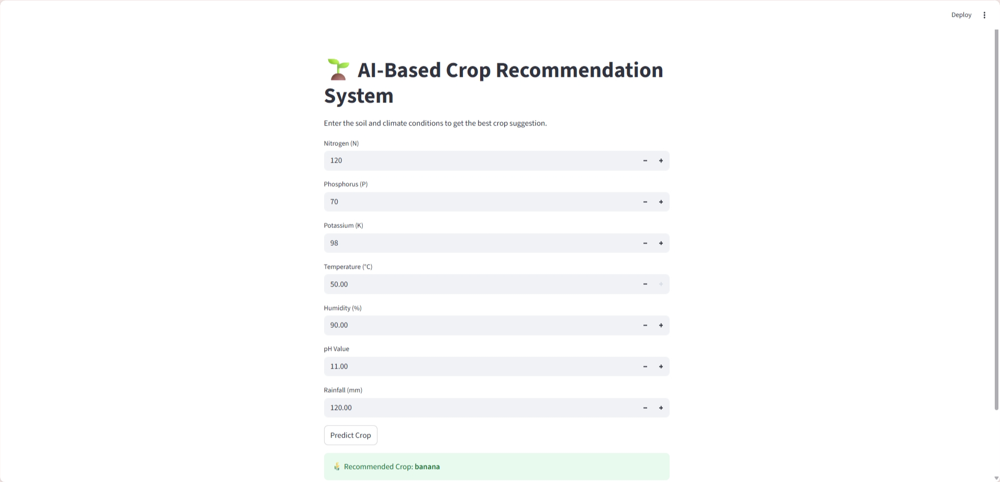 Deploy
AI-Based Crop Recommendation
System
Enter the soil and climate conditions to get the best crop suggestion.
Nitrogen (N)
120
Phosphorus (P)
70
Potassium (K)
98
Temperature (°C)
50.00
Humidity (%)
90.00
pH Value
11.00
Rainfall (mm)
120.00
Predict Crop
Recommended Crop: banana